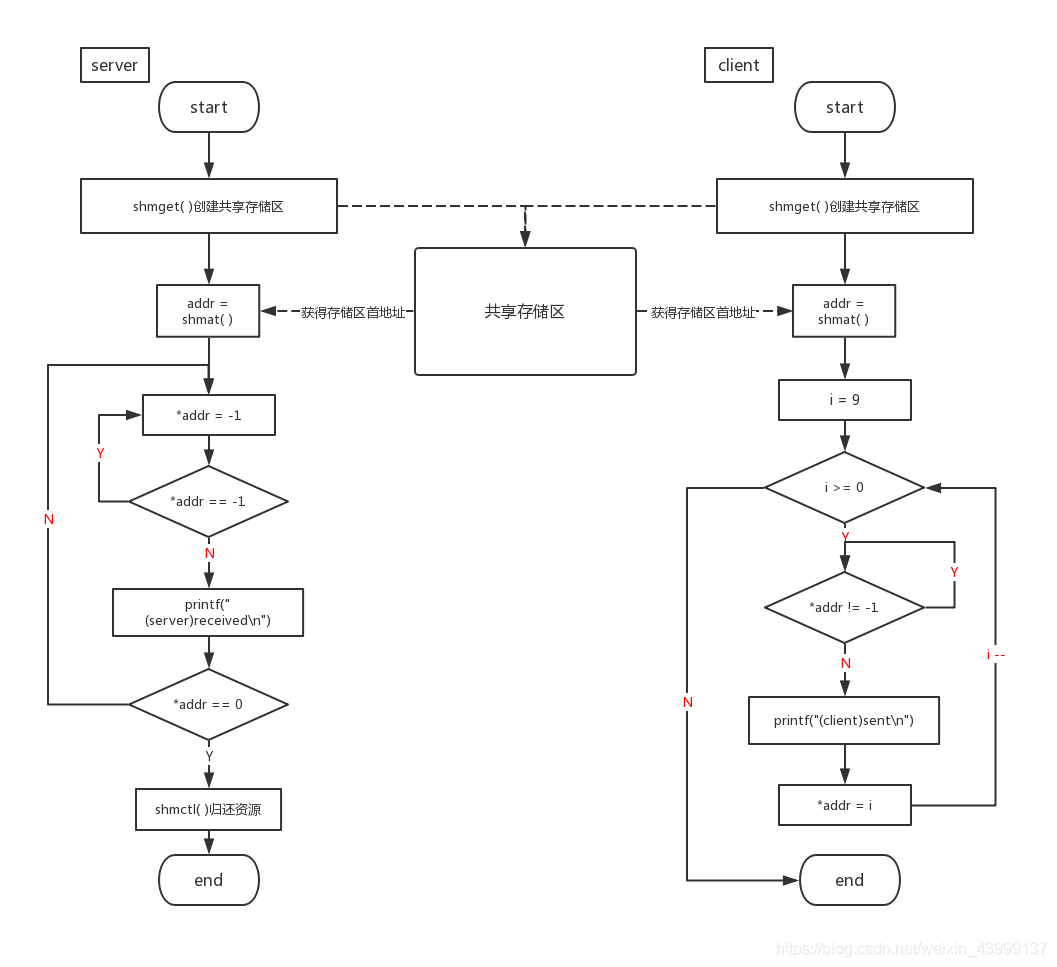 server
start
shmget( )创建共享存储区
addr =
shmat( )
*addr = -1
Y
*addr == -1
N
N
printf("
(server)received\n")
*addr == 0
Y
shmctl( )归还资源
end
获得存储区首地址
共享存储区
获得存储区首地址
client
start
shmget( )创建共享存储区
addr =
shmat( )
i = 9
i >= 0
Y
Y
*addr != -1
N
N
i --
printf("(client)sent\n")
*addr = i
end
https://blog.csdn.net/weixin_43999137